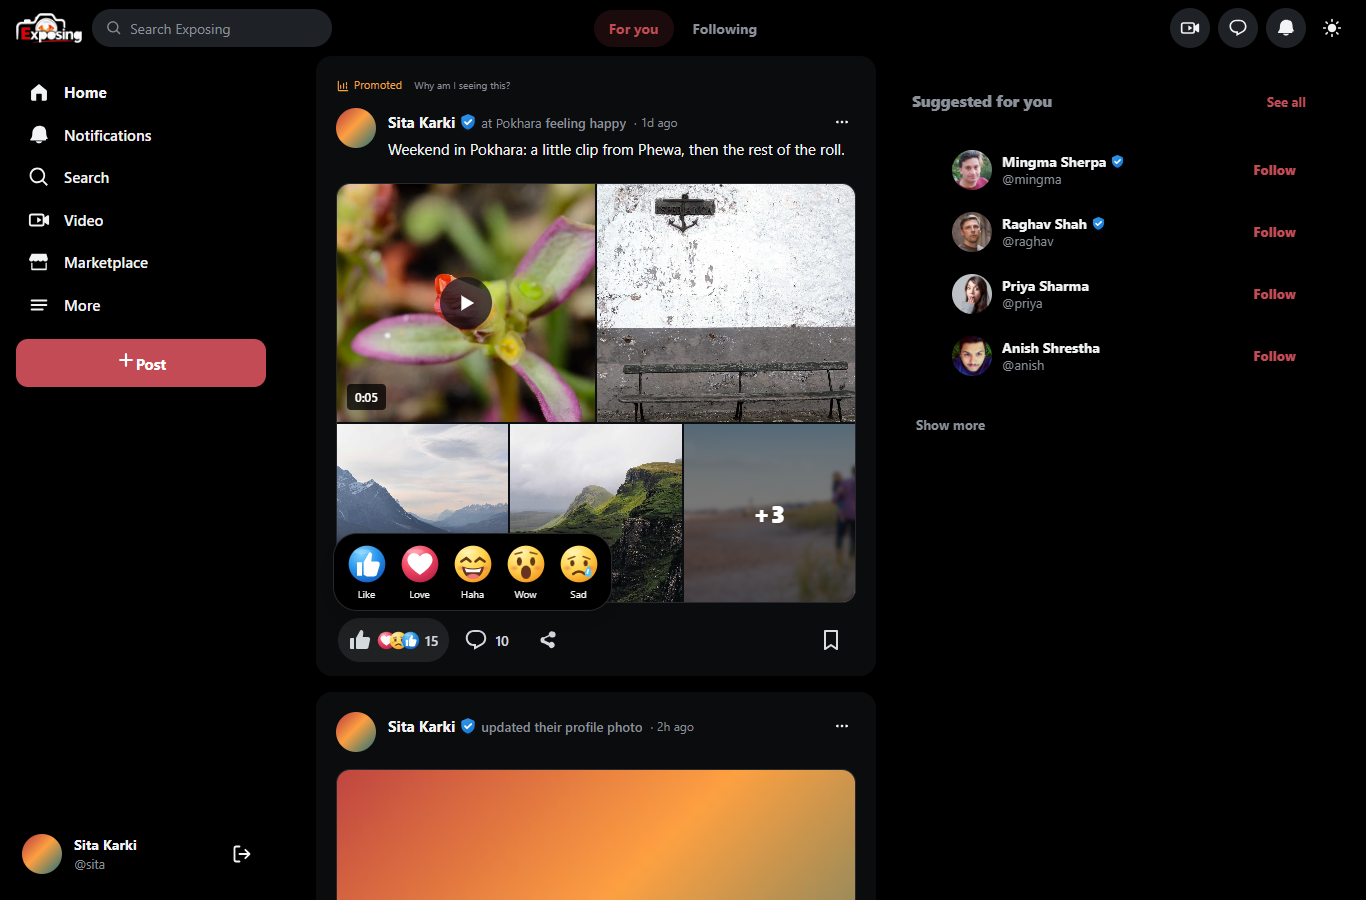 Exposing
Search Exposing
For you
Following
Home
Notifications
Search
Video
Marketplace
More
Post
Sita Karki
@sita
Promoted Why am I seeing this?
Sita Karki at Pokhara feeling happy · 1d ago
Weekend in Pokhara: a little clip from Phewa, then the rest of the roll.
0:05
+3
Like Love Haha Wow Sad
15 10
Sita Karki updated their profile photo · 2h ago
Suggested for you See all
Mingma Sherpa
@mingma
Follow
Raghav Shah
@raghav
Follow
Priya Sharma
@priya
Follow
Anish Shrestha
@anish
Follow
Show more